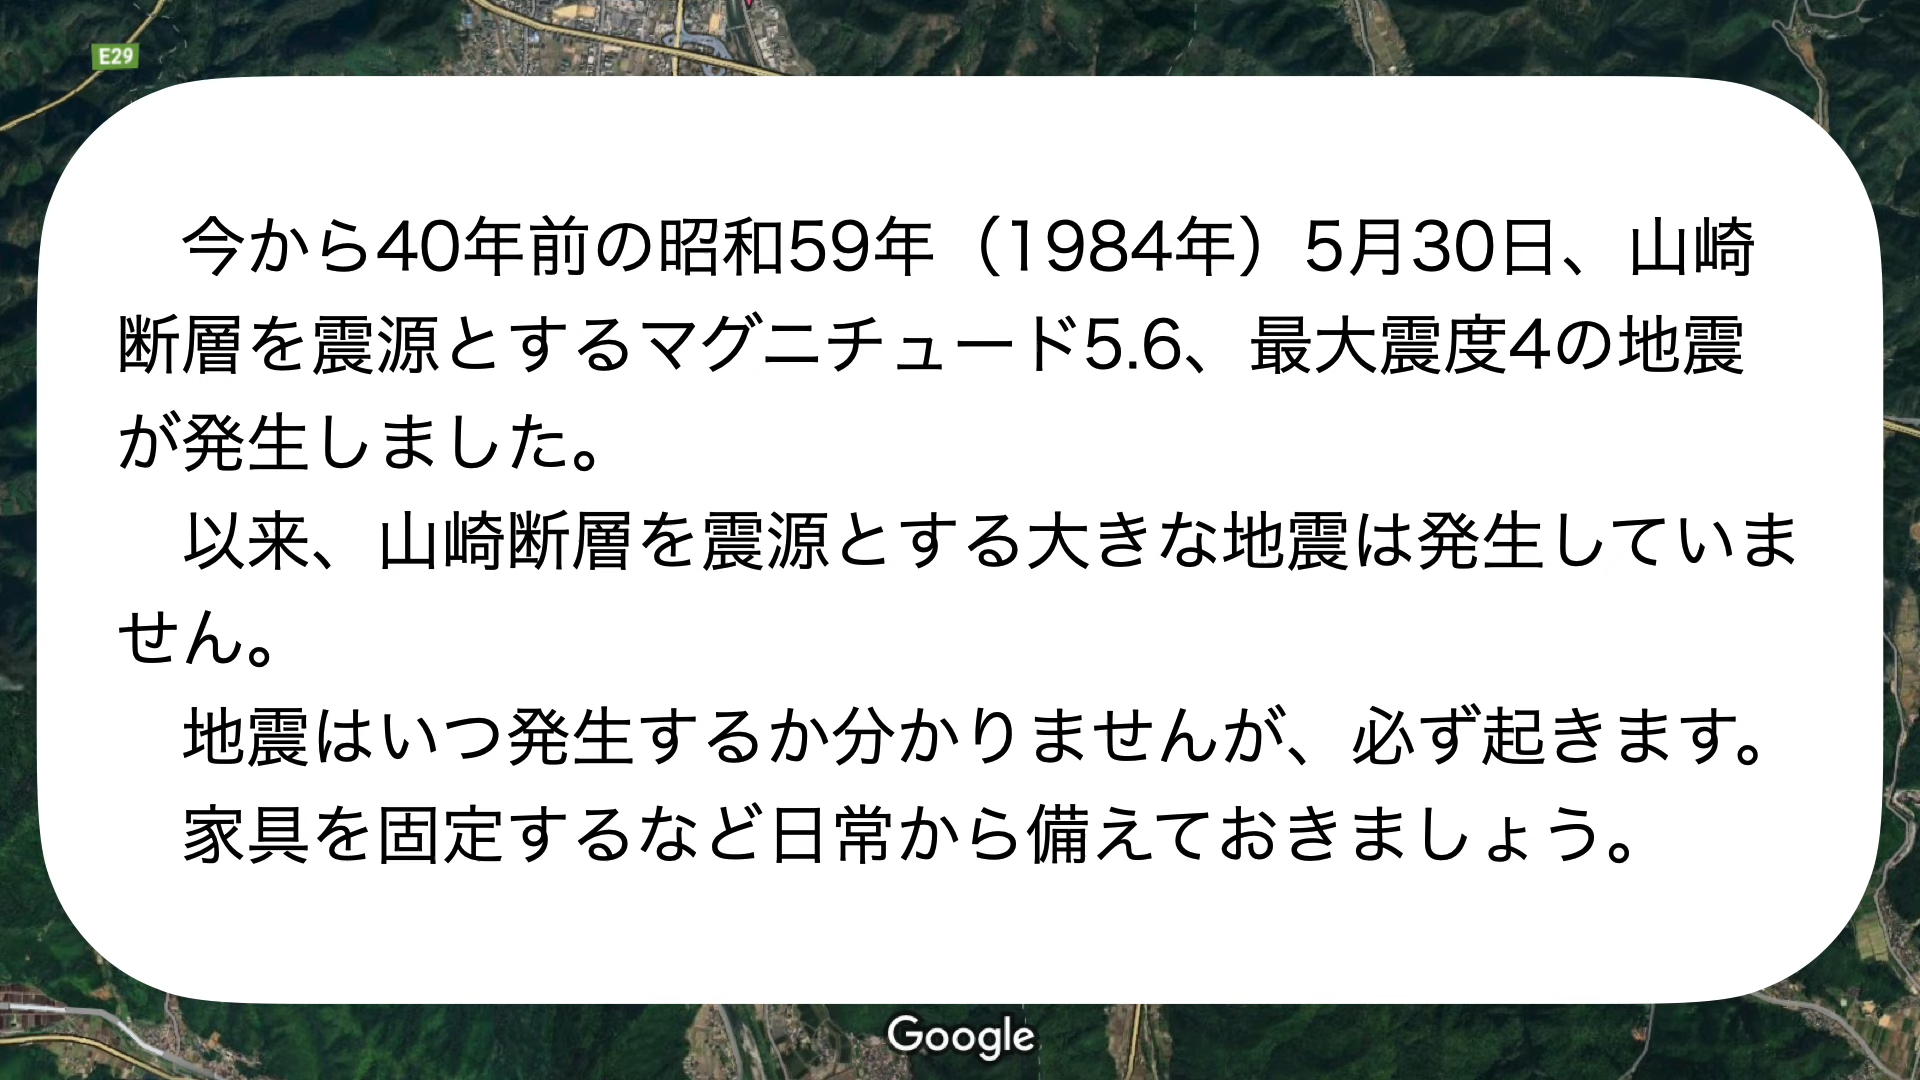 E29
　今から40年前の昭和59年（1984年）5月30日、山崎
断層を震源とするマグニチュード5.6、最大震度4の地震
が発生しました。
　以来、山崎断層を震源とする大きな地震は発生していま
せん。
　地震はいつ発生するか分かりませんが、必ず起きます。
　家具を固定するなど日常から備えておきましょう。
Google